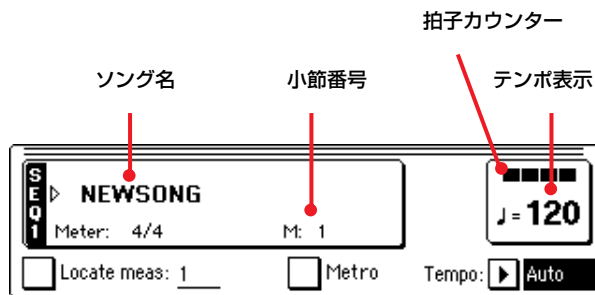 拍子カウンター
ソング名 小節番号 テンポ表示
SEQ1
NEWSONG
Meter: 4/4 M: 1
♩=120
Locate meas: 1 Metro Tempo: Auto